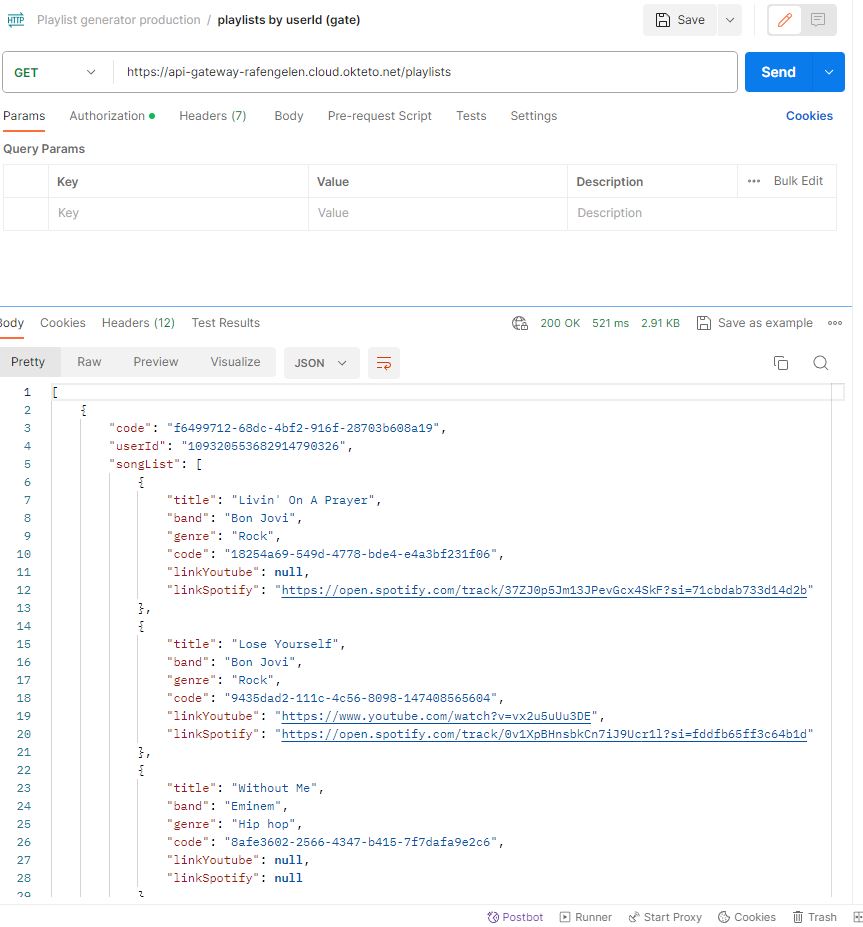 HTTP Playlist generator production / playlists by userId (gate) Save
GET https://api-gateway-rafengelen.cloud.okteto.net/playlists Send
Params Authorization Headers (7) Body Pre-request Script Tests Settings Cookies
Query Params
Key Value Description ••• Bulk Edit
Key Value Description
Body Cookies Headers (12) Test Results 200 OK 521 ms 2.91 KB Save as example •••
Pretty Raw Preview Visualize JSON
1 [
2 {
3 "code": "f6499712-68dc-4bf2-916f-28703b608a19",
4 "userId": "109320553682914790326",
5 "songList": [
6 {
7 "title": "Livin' On A Prayer",
8 "band": "Bon Jovi",
9 "genre": "Rock",
10 "code": "18254a69-549d-4778-bde4-e4a3bf231f06",
11 "linkYoutube": null,
12 "linkSpotify": "https://open.spotify.com/track/37ZJ0p5Jm13JPevGcx4SkF?si=71cbdab733d14d2b"
13 },
14 {
15 "title": "Lose Yourself",
16 "band": "Bon Jovi",
17 "genre": "Rock",
18 "code": "9435dad2-111c-4c56-8098-147408565604",
19 "linkYoutube": "https://www.youtube.com/watch?v=vx2u5uUu3DE",
20 "linkSpotify": "https://open.spotify.com/track/0v1XpBHnsbkCn7iJ9Ucr1l?si=fddfb65ff3c64b1d"
21 },
22 {
23 "title": "Without Me",
24 "band": "Eminem",
25 "genre": "Hip hop",
26 "code": "8afe3602-2566-4347-b415-7f7dafa9e2c6",
27 "linkYoutube": null,
28 "linkSpotify": null
29 }
Postbot Runner Start Proxy Cookies Trash